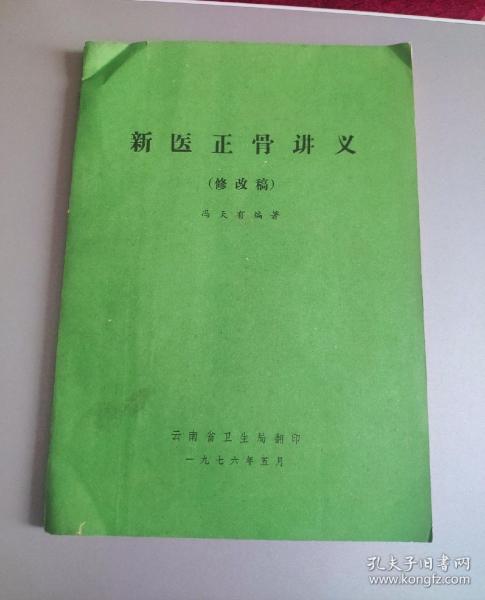 新医正骨讲义
(修改稿)
冯天有编著
云南省卫生局翻印
一九七六年五月
孔夫子旧书网
www.kongfz.com